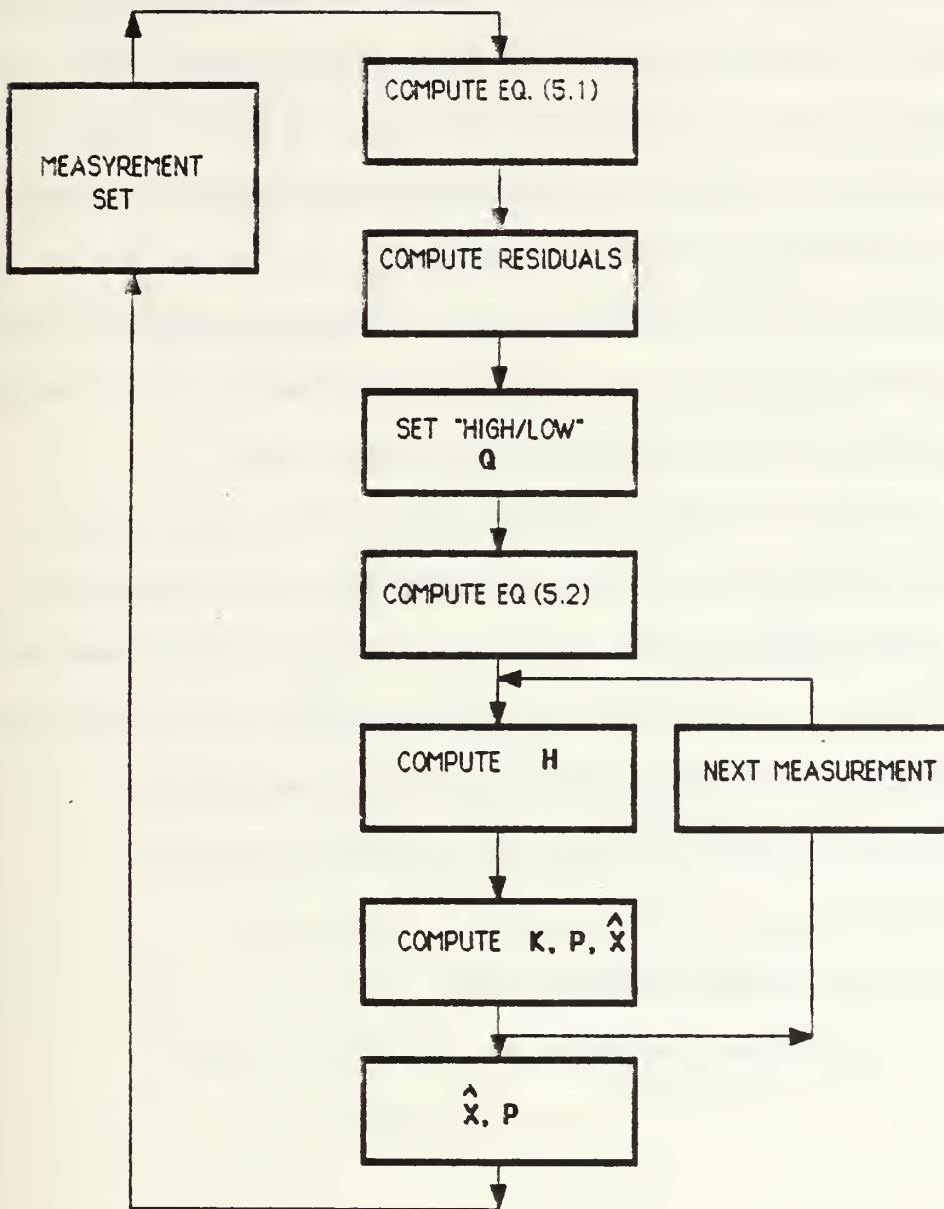 COMPUTE EQ. (5.1)
MEASYREMENT
SET
COMPUTE RESIDUALS
SET "HIGH/LOW"
Q
COMPUTE EQ (5.2)
COMPUTE H
NEXT MEASUREMENT
COMPUTE K, P, X̂
X̂, P